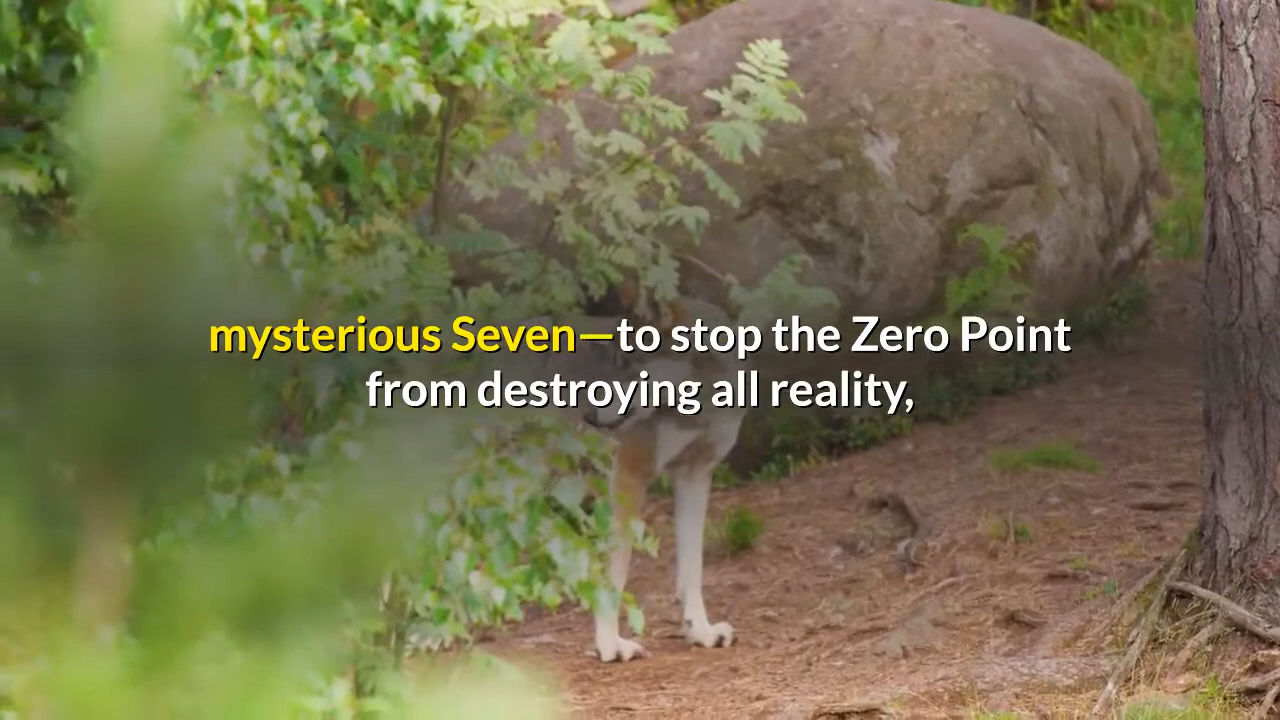 mysterious Seven—to stop the Zero Point
from destroying all reality,